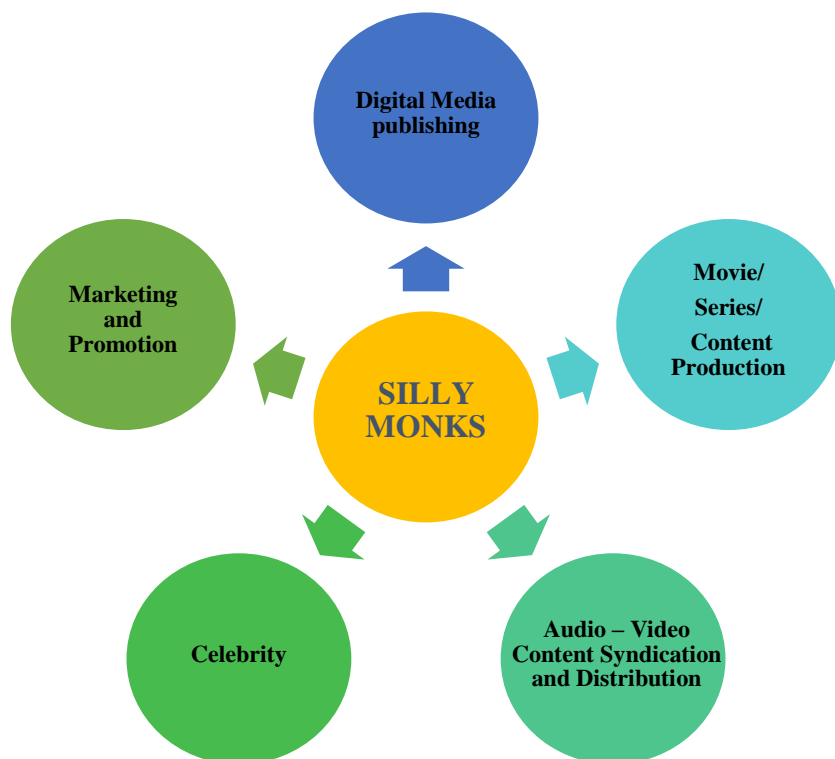 Digital Media
publishing
Movie/
Series/
Content
Production
Audio – Video
Content Syndication
and Distribution
Celebrity
Marketing
and
Promotion
SILLY
MONKS